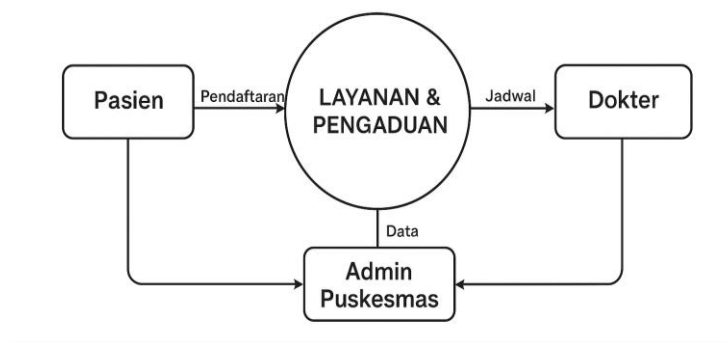 Pasien
Pendaftaran
LAYANAN &
PENGADUAN
Jadwal
Dokter
Data
Admin
Puskesmas